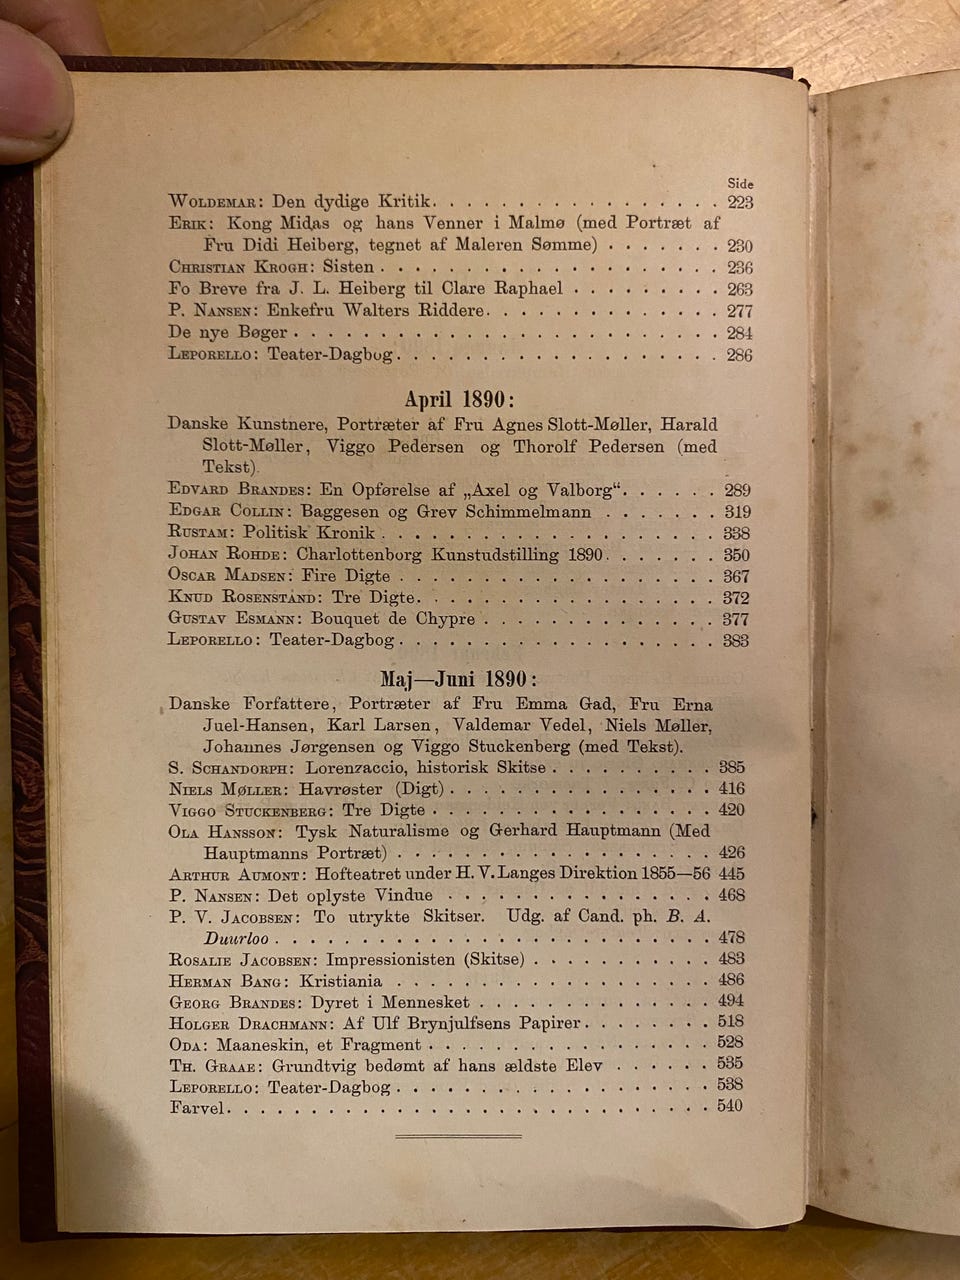 Side
WOLDEMAR: Den dydige Kritik. . . . . . . . . . . . . . . . . 223
ERIK: Kong Midas og hans Venner i Malmø (med Portræt af
Fru Didi Heiberg, tegnet af Maleren Sømme) . . . . . . . 230
CHRISTIAN KROGH: Sisten . . . . . . . . . . . . . . . . . . . . 236
Fo Breve fra J. L. Heiberg til Clare Raphael . . . . . . . . . 263
P. NANSEN: Enkefru Walters Riddere. . . . . . . . . . . . . . 277
De nye Bøger . . . . . . . . . . . . . . . . . . . . . . . . . 284
LEPORELLO: Teater-Dagbog. . . . . . . . . . . . . . . . . . . 286
April 1890:
Danske Kunstnere, Portræter af Fru Agnes Slott-Møller, Harald
Slott-Møller, Viggo Pedersen og Thorolf Pedersen (med
Tekst).
EDVARD BRANDES: En Opførelse af „Axel og Valborg“. . . . . . 289
EDGAR COLLIN: Baggesen og Grev Schimmelmann . . . . . . . 319
RUSTAM: Politisk Kronik . . . . . . . . . . . . . . . . . . . . 338
JOHAN ROHDE: Charlottenborg Kunstudstilling 1890. . . . . . . 350
OSCAR MADSEN: Fire Digte . . . . . . . . . . . . . . . . . . . 367
KNUD ROSENSTAND: Tre Digte. . . . . . . . . . . . . . . . . . 372
GUSTAV ESMANN: Bouquet de Chypre . . . . . . . . . . . . . . 377
LEPORELLO: Teater-Dagbog . . . . . . . . . . . . . . . . . . . 383
Maj—Juni 1890:
Danske Forfattere, Portræter af Fru Emma Gad, Fru Erna
Juel-Hansen, Karl Larsen, Valdemar Vedel, Niels Møller,
Johannes Jørgensen og Viggo Stuckenberg (med Tekst).
S. SCHANDORPH: Lorenzaccio, historisk Skitse . . . . . . . . . . 385
NIELS MØLLER: Havrøster (Digt) . . . . . . . . . . . . . . . . 416
VIGGO STUCKENBERG: Tre Digte . . . . . . . . . . . . . . . . . 420
OLA HANSSON: Tysk Naturalisme og Gerhard Hauptmann (Med
Hauptmanns Portræt) . . . . . . . . . . . . . . . . . . . 426
ARTHUR AUMONT: Hofteatret under H. V. Langes Direktion 1855—56 445
P. NANSEN: Det oplyste Vindue . . . . . . . . . . . . . . . . 468
P. V. JACOBSEN: To utrykte Skitser. Udg. af Cand. ph. B. A.
Duurloo . . . . . . . . . . . . . . . . . . . . . . . . . . 478
ROSALIE JACOBSEN: Impressionisten (Skitse) . . . . . . . . . . . 483
HERMAN BANG: Kristiania . . . . . . . . . . . . . . . . . . . 486
GEORG BRANDES: Dyret i Mennesket . . . . . . . . . . . . . . 494
HOLGER DRACHMANN: Af Ulf Brynjulfsens Papirer. . . . . . . . 518
ODA: Maaneskin, et Fragment . . . . . . . . . . . . . . . . . 528
TH. GRAAE: Grundtvig bedømt af hans ældste Elev . . . . . . 535
LEPORELLO: Teater-Dagbog . . . . . . . . . . . . . . . . . . . 538
Farvel. . . . . . . . . . . . . . . . . . . . . . . . . . . . . 540